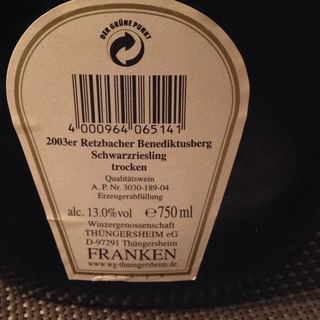 DER GRÜNE PUNKT
4 000964 065141
2003er Retzbacher Benediktusberg
Schwarzriesling
trocken
Qualitätswein
A. P. Nr. 3030-189-04
Erzeugerabfüllung
alc. 13.0%vol ℮750 ml
Winzergenossenschaft
THÜNGERSHEIM eG
D-97291 Thüngersheim
FRANKEN
www.wg-thuengersheim.de